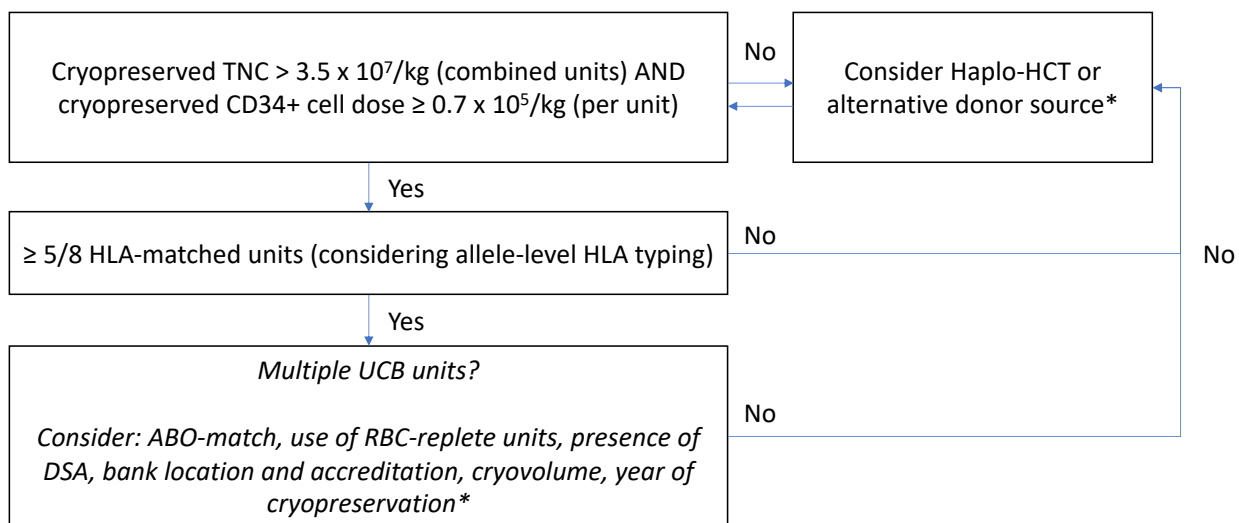 Cryopreserved TNC > 3.5 x 10⁷/kg (combined units) AND
cryopreserved CD34+ cell dose ≥ 0.7 x 10⁵/kg (per unit)
No
Consider Haplo-HCT or
alternative donor source*
Yes
≥ 5/8 HLA-matched units (considering allele-level HLA typing)
No
No
Yes
Multiple UCB units?
Consider: ABO-match, use of RBC-replete units, presence of
DSA, bank location and accreditation, cryovolume, year of
cryopreservation*
No